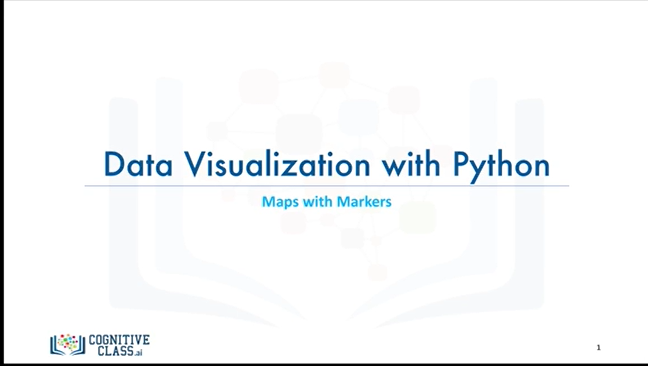 Data Visualization with Python
Maps with Markers
COGNITIVE
CLASS.ai
1